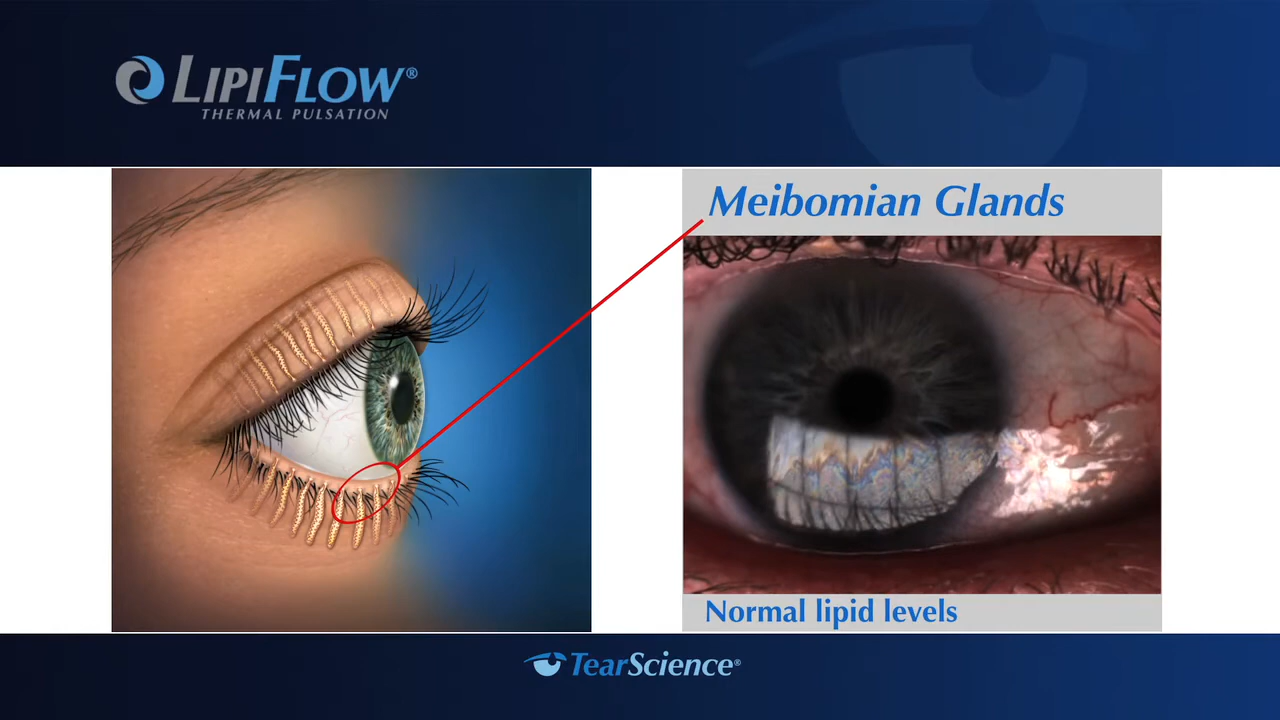 LIPIFLOW®
THERMAL PULSATION
Meibomian Glands
Normal lipid levels
TearScience®